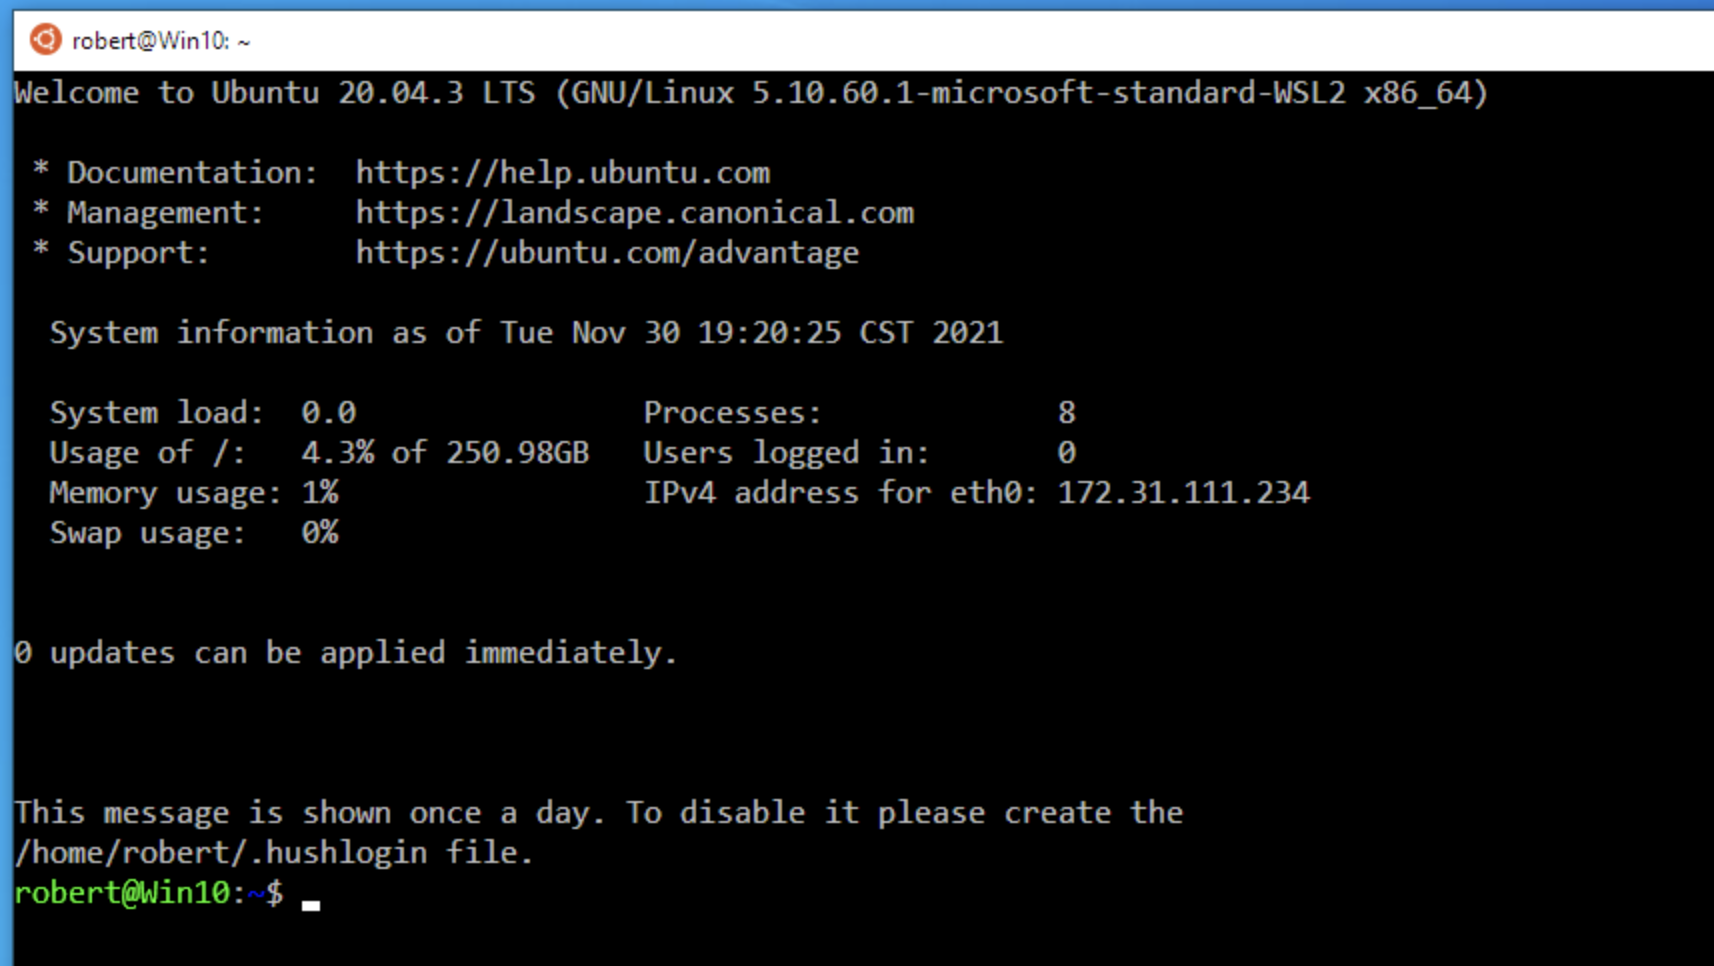 robert@Win10: ~
Welcome to Ubuntu 20.04.3 LTS (GNU/Linux 5.10.60.1-microsoft-standard-WSL2 x86_64)
* Documentation:  https://help.ubuntu.com
* Management:     https://landscape.canonical.com
* Support:        https://ubuntu.com/advantage
System information as of Tue Nov 30 19:20:25 CST 2021
System load:  0.0                Processes:             8
Usage of /:   4.3% of 250.98GB   Users logged in:       0
Memory usage: 1%                 IPv4 address for eth0: 172.31.111.234
Swap usage:   0%
0 updates can be applied immediately.
This message is shown once a day. To disable it please create the
/home/robert/.hushlogin file.
robert@Win10:~$